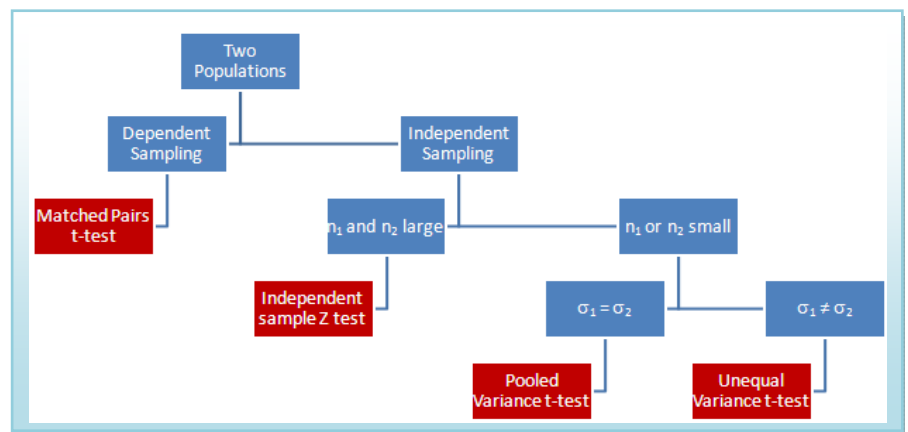 Two
Populations
Dependent
Sampling
Independent
Sampling
Matched Pairs
t-test
n₁ and n₂ large
n₁ or n₂ small
Independent
sample Z test
σ₁ = σ₂
σ₁ ≠ σ₂
Pooled
Variance t-test
Unequal
Variance t-test